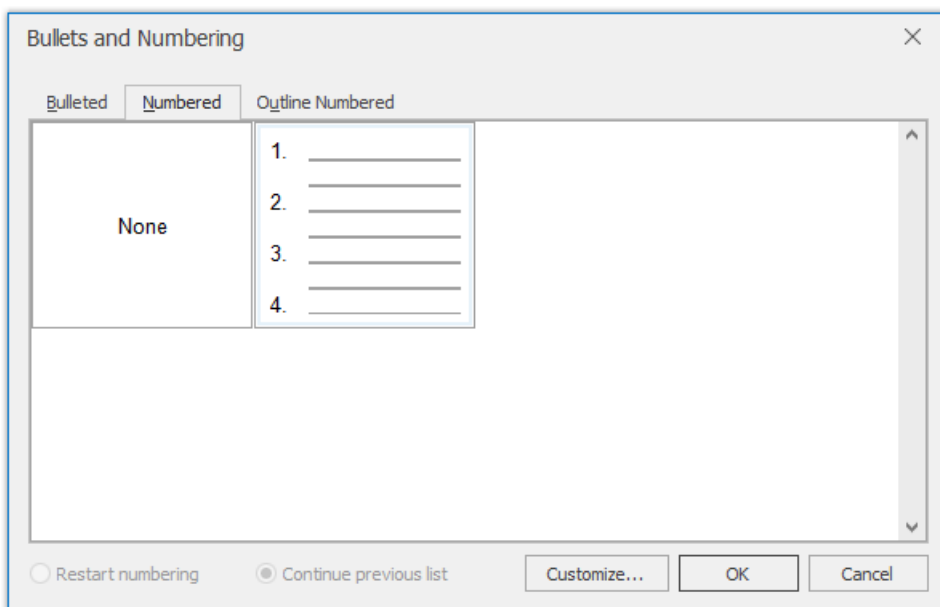 Bullets and Numbering
Bulleted Numbered Outline Numbered
None
1.
2.
3.
4.
Restart numbering Continue previous list Customize... OK Cancel